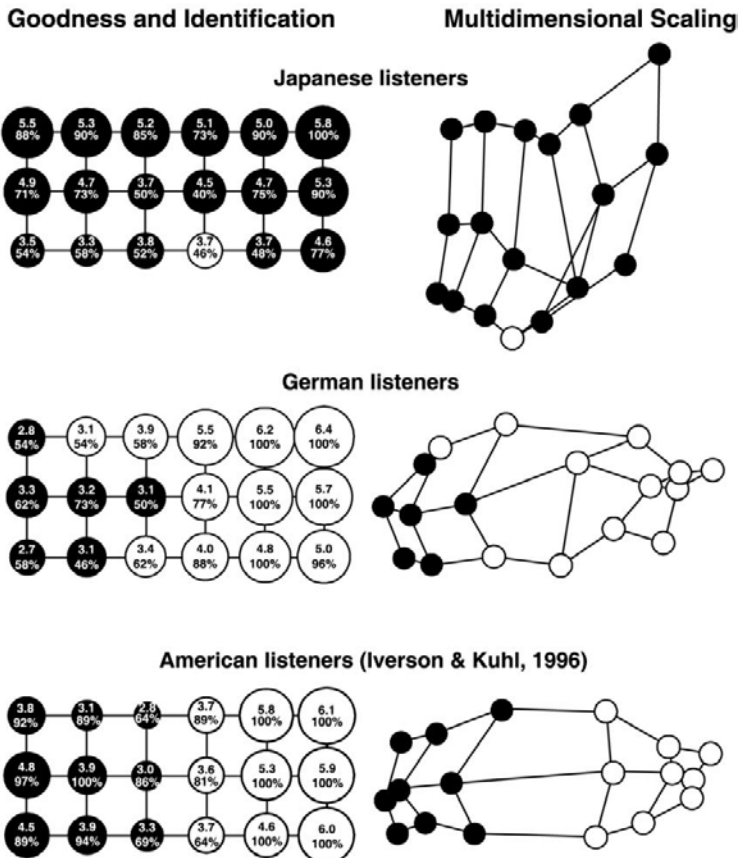 Goodness and Identification
Multidimensional Scaling
Japanese listeners
5.5 5.3 5.2 5.1 5.0 5.8
88% 90% 85% 73% 90% 100%
4.9 4.7 3.7 4.5 4.7 5.3
71% 73% 50% 40% 75% 90%
3.5 3.3 3.8 3.7 3.7 4.6
54% 58% 52% 46% 48% 77%
German listeners
2.8 3.1 3.9 5.5 6.2 6.4
54% 54% 58% 92% 100% 100%
3.3 3.2 3.1 4.1 5.5 5.7
62% 73% 50% 77% 100% 100%
2.7 3.1 3.4 4.0 4.8 5.0
58% 46% 62% 88% 100% 96%
American listeners (Iverson & Kuhl, 1996)
3.8 3.1 2.8 3.7 5.8 6.1
92% 89% 64% 89% 100% 100%
4.8 3.9 3.0 3.6 5.3 5.9
97% 100% 86% 81% 100% 100%
4.5 3.9 3.3 3.7 4.6 6.0
89% 94% 69% 64% 100% 100%